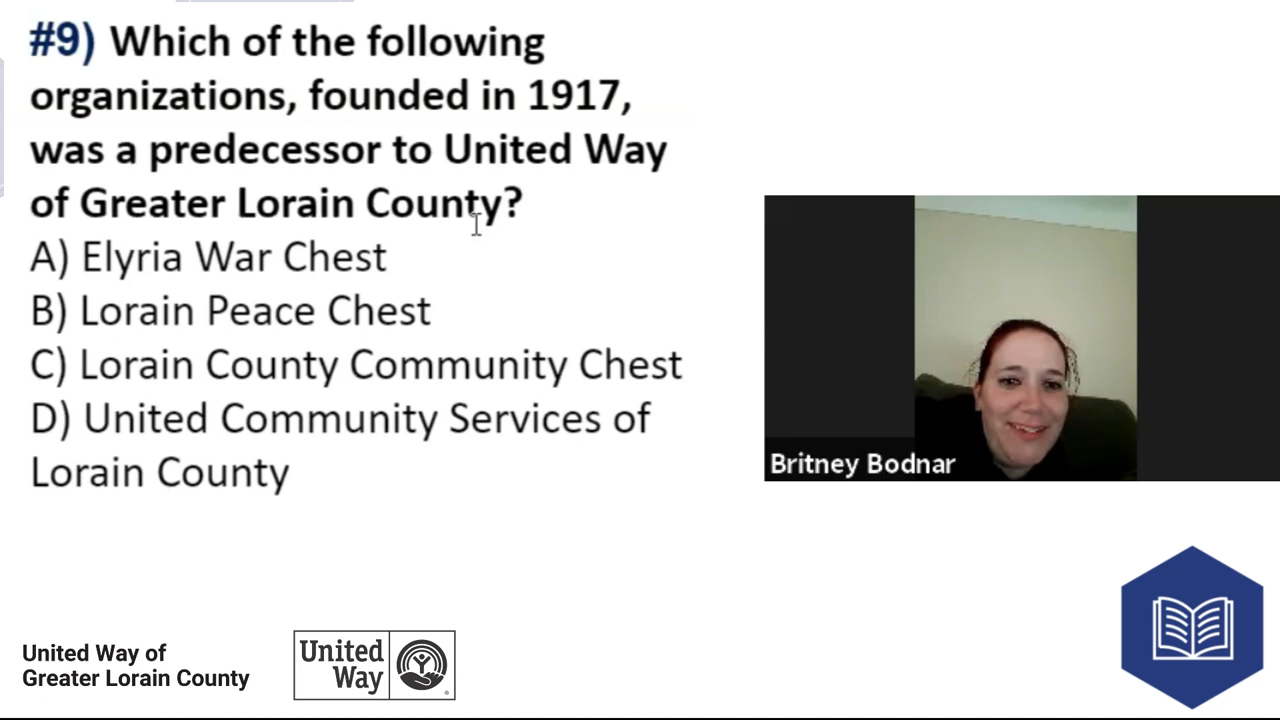 #9) Which of the following
organizations, founded in 1917,
was a predecessor to United Way
of Greater Lorain County?
A) Elyria War Chest
B) Lorain Peace Chest
C) Lorain County Community Chest
D) United Community Services of
Lorain County
Britney Bodnar
United Way of
Greater Lorain County
United
Way